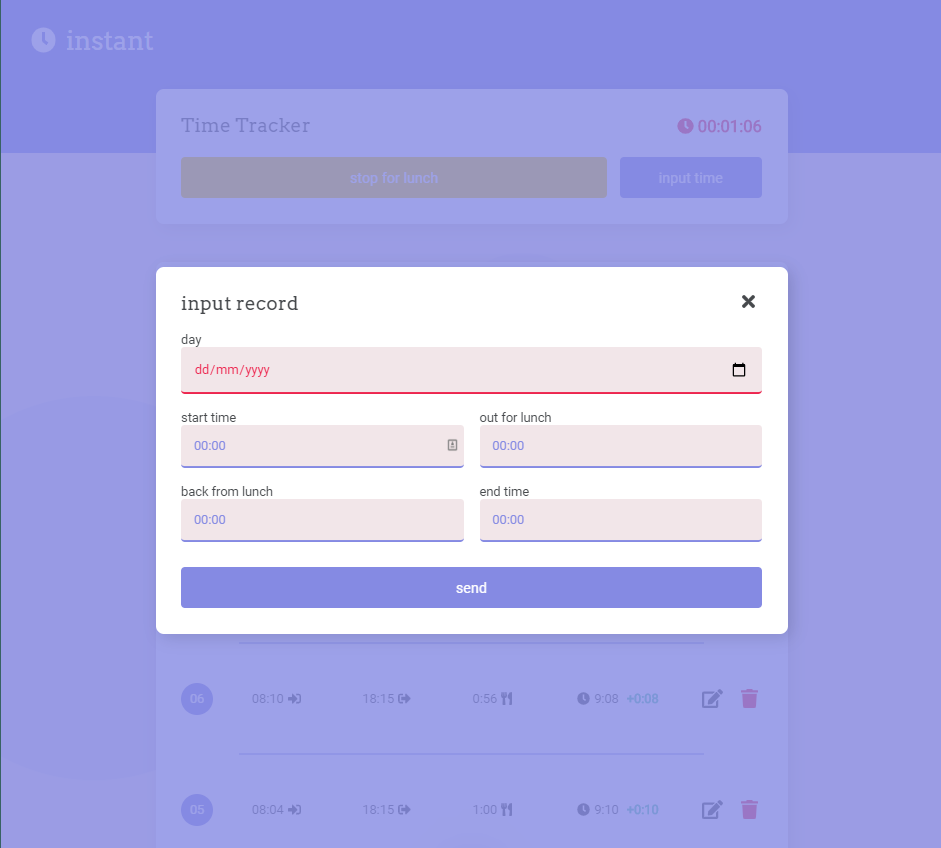 instant
Time Tracker
00:01:06
stop for lunch
input time
input record
day
dd/mm/yyyy
start time
out for lunch
00:00
00:00
back from lunch
end time
00:00
00:00
send
06 08:10 18:15 0:56 9:08 +0:08
05 08:04 18:15 1:00 9:10 +0:10